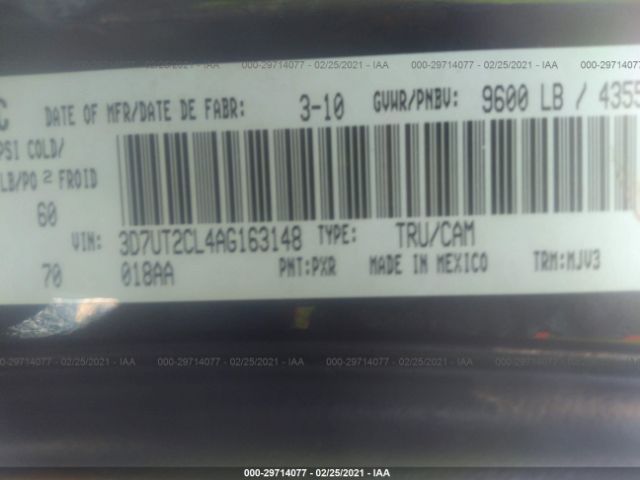 000-29714077 - 02/25/2021 - IAA 000-29714077 - 02/25/2021 - IAA
C DATE OF MFR/DATE DE FABR: 3-10 GVWR/PNBV: 9600 LB / 4355
PSI COLD/
LB/PO 2 FROID
60
VIN: 3D7UT2CL4AG163148 TYPE: TRU/CAM
70 018AA PNT:PXR MADE IN MEXICO TRM:MJV3
000-29714077 - 02/25/2021 - IAA 000-29714077 - 02/25/2021 - IAA 000-29714077 - 02/25/2021
000-29714077 - 02/25/2021 - IAA